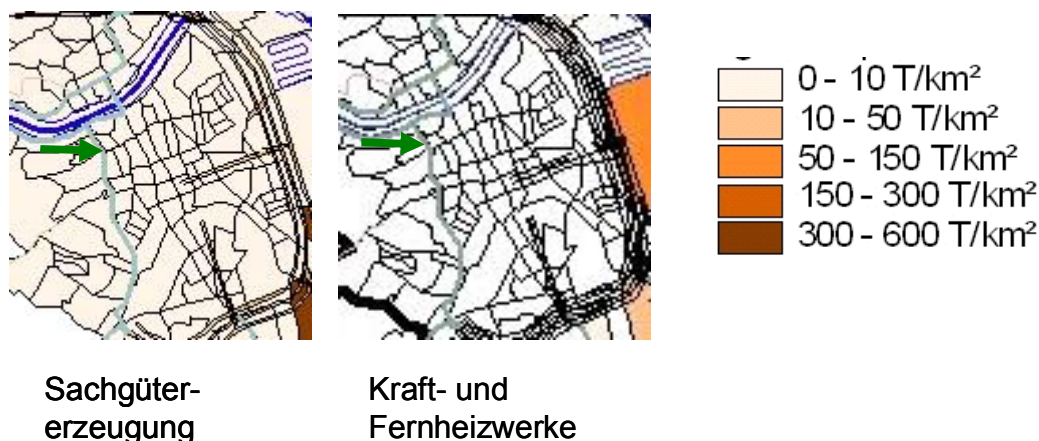 0 - 10 T/km²
10 - 50 T/km²
50 - 150 T/km²
150 - 300 T/km²
300 - 600 T/km²
Sachgüter-
erzeugung
Kraft- und
Fernheizwerke